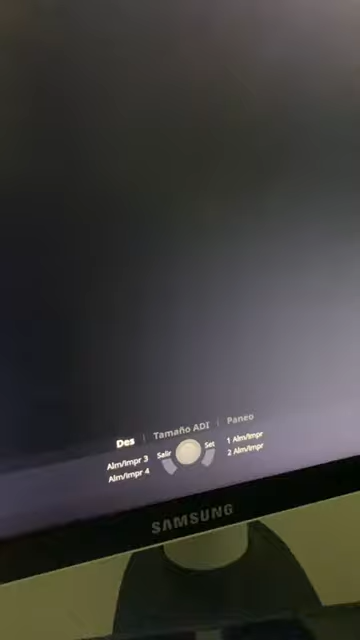 Des | Tamaño ADI | Paneo
Alm/Impr 3 Salir Set 1 Alm/Impr
Alm/Impr 4 2 Alm/Impr
SAMSUNG